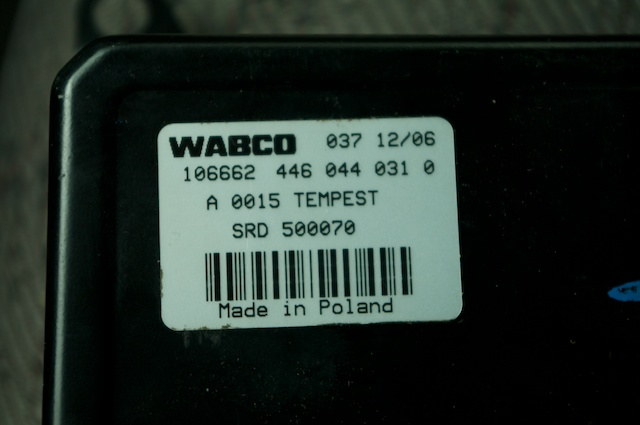 WABCO 037 12/06
106662 446 044 031 0
A 0015 TEMPEST
SRD 500070
Made in Poland